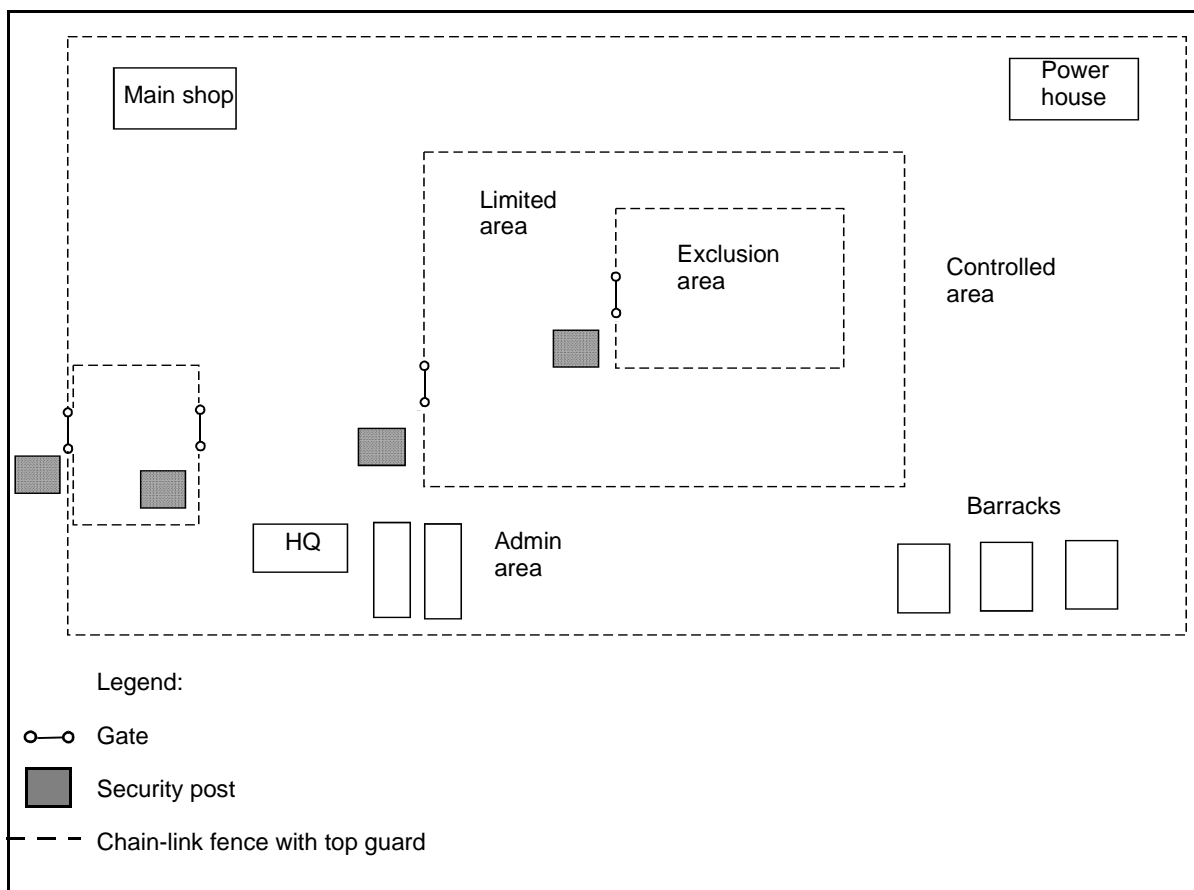 Main shop
Power
house
Limited
area
Exclusion
area
Controlled
area
Barracks
HQ
Admin
area
Legend:
Gate
Security post
Chain-link fence with top guard